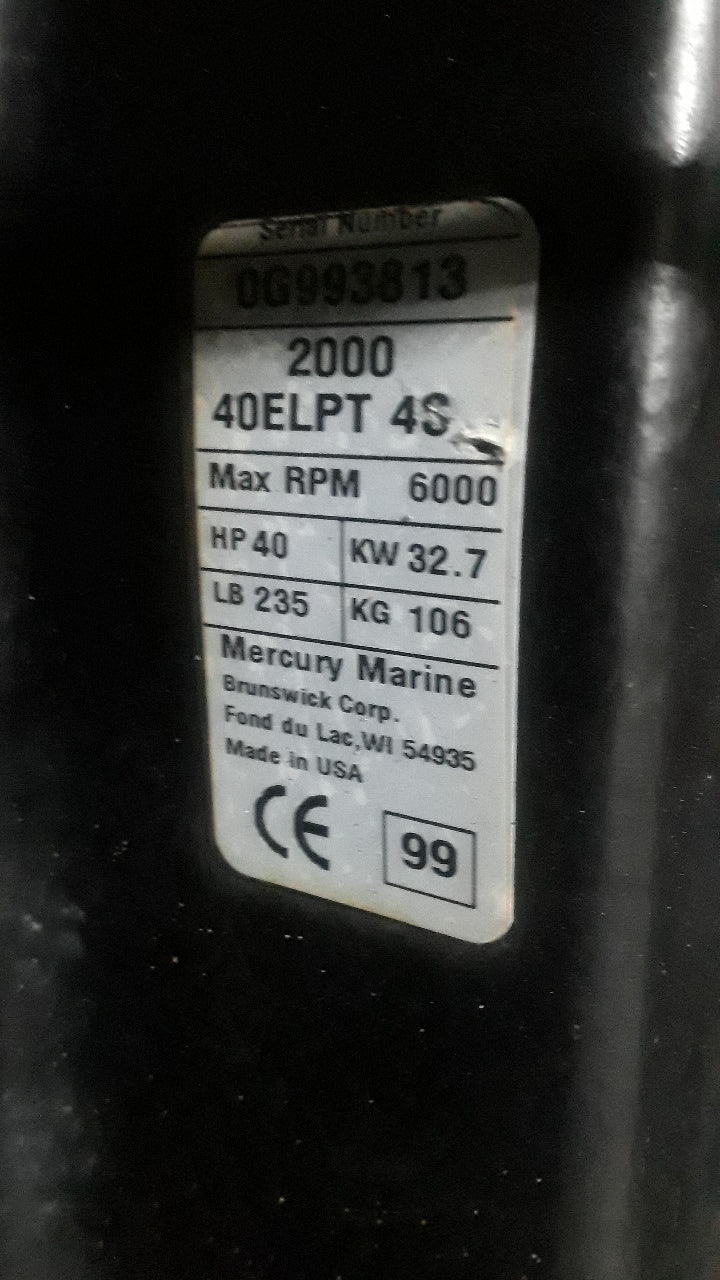 Serial Number
0G993813
2000
40ELPT 4S
Max RPM 6000
HP 40 KW 32.7
LB 235 KG 106
Mercury Marine
Brunswick Corp.
Fond du Lac,WI 54935
Made in USA
CE 99